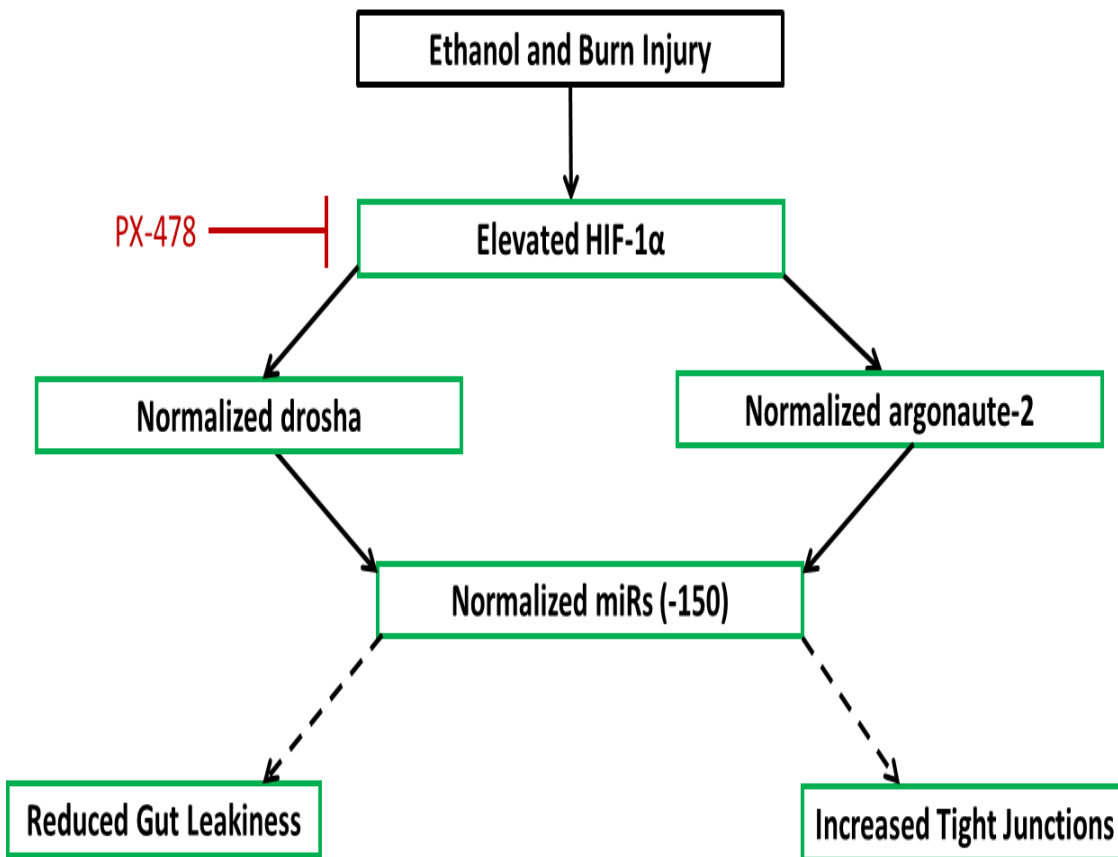 Ethanol and Burn Injury
PX-478
Elevated HIF-1α
Normalized drosha
Normalized argonaute-2
Normalized miRs (-150)
Reduced Gut Leakiness
Increased Tight Junctions